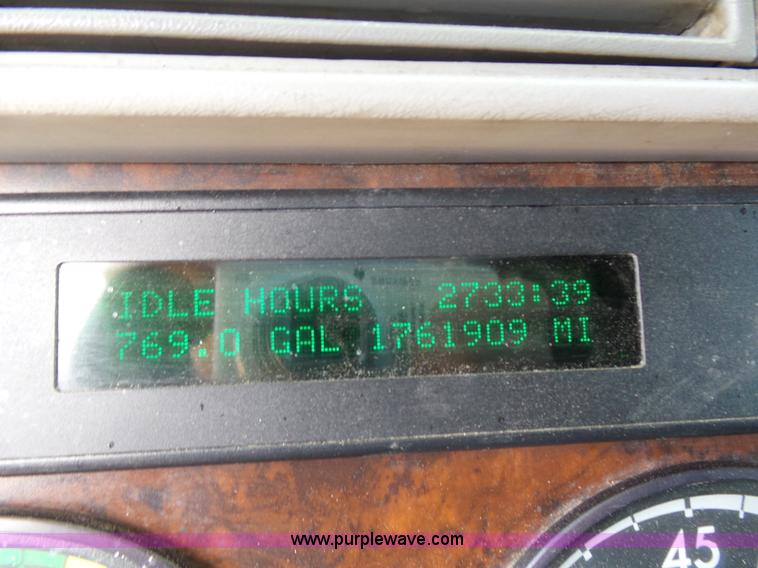 IDLE HOURS 2733:39
769.0 GAL 1761909 MI
45
www.purplewave.com